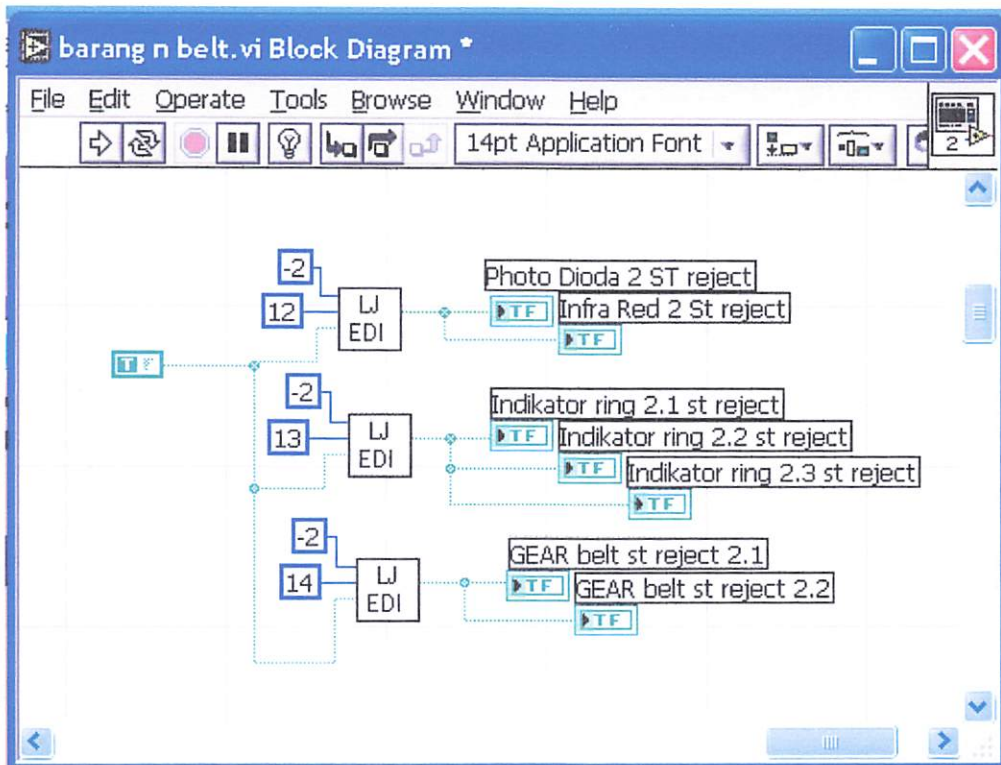 barang n belt.vi Block Diagram *
File Edit Operate Tools Browse Window Help
14pt Application Font
2
-2
12
LJ
EDI
Photo Dioda 2 ST reject
TF
Infra Red 2 St reject
TF
T
-2
13
LJ
EDI
Indikator ring 2.1 st reject
TF
Indikator ring 2.2 st reject
TF
Indikator ring 2.3 st reject
TF
-2
14
LJ
EDI
GEAR belt st reject 2.1
TF
GEAR belt st reject 2.2
TF